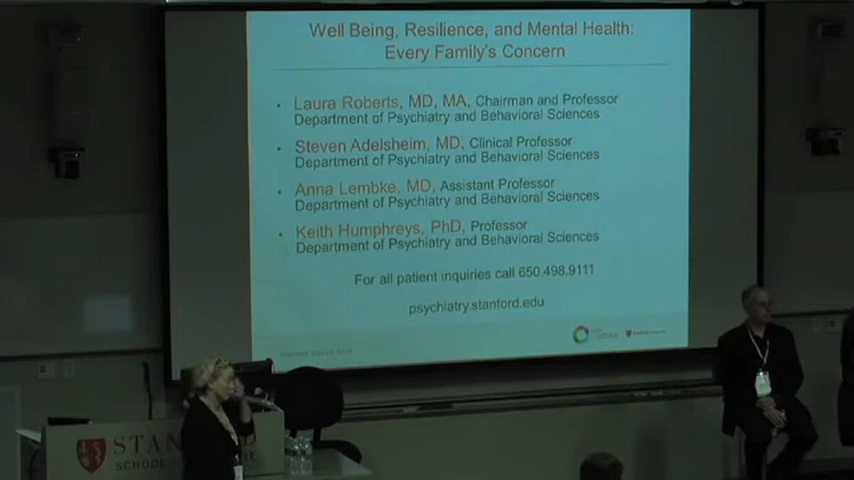 Well Being, Resilience, and Mental Health:
Every Family's Concern
• Laura Roberts, MD, MA, Chairman and Professor
Department of Psychiatry and Behavioral Sciences
• Steven Adelsheim, MD, Clinical Professor
Department of Psychiatry and Behavioral Sciences
• Anna Lembke, MD, Assistant Professor
Department of Psychiatry and Behavioral Sciences
• Keith Humphreys, PhD, Professor
Department of Psychiatry and Behavioral Sciences
For all patient inquiries call 650.498.9111
psychiatry.stanford.edu
STAN
SCHOOL